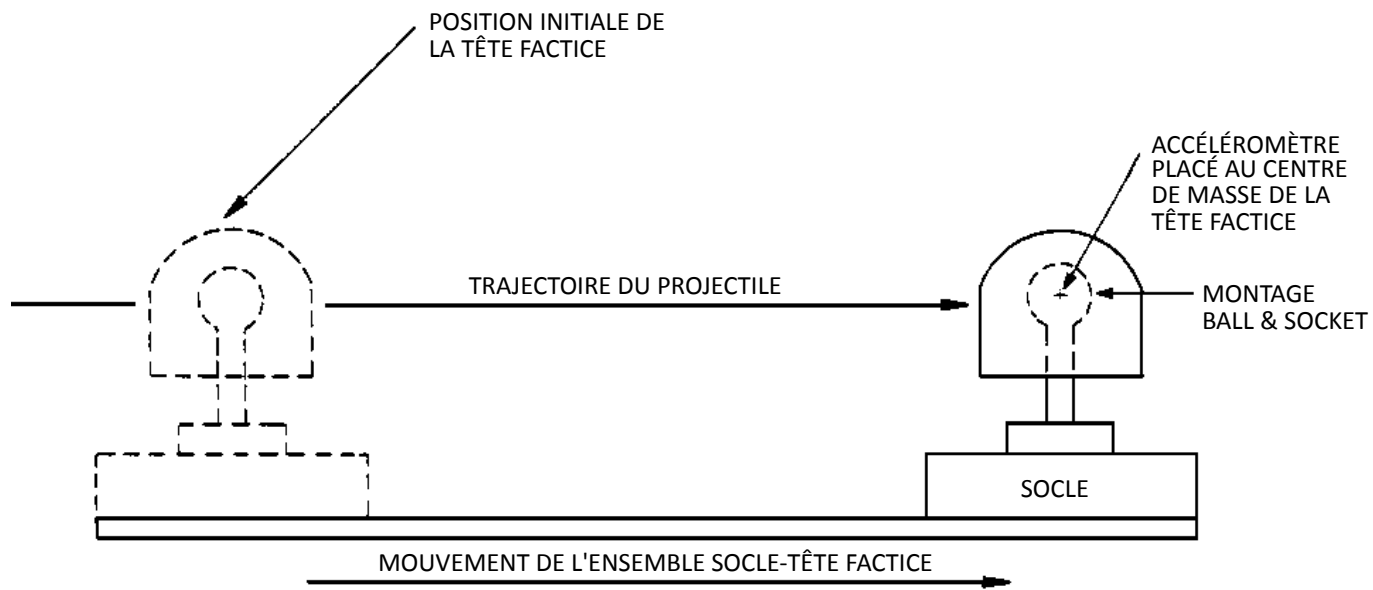 POSITION INITIALE DE
LA TÊTE FACTICE
ACCÉLÉROMÈTRE
PLACÉ AU CENTRE
DE MASSE DE LA
TÊTE FACTICE
TRAJECTOIRE DU PROJECTILE
MONTAGE
BALL & SOCKET
SOCLE
MOUVEMENT DE L'ENSEMBLE SOCLE-TÊTE FACTICE